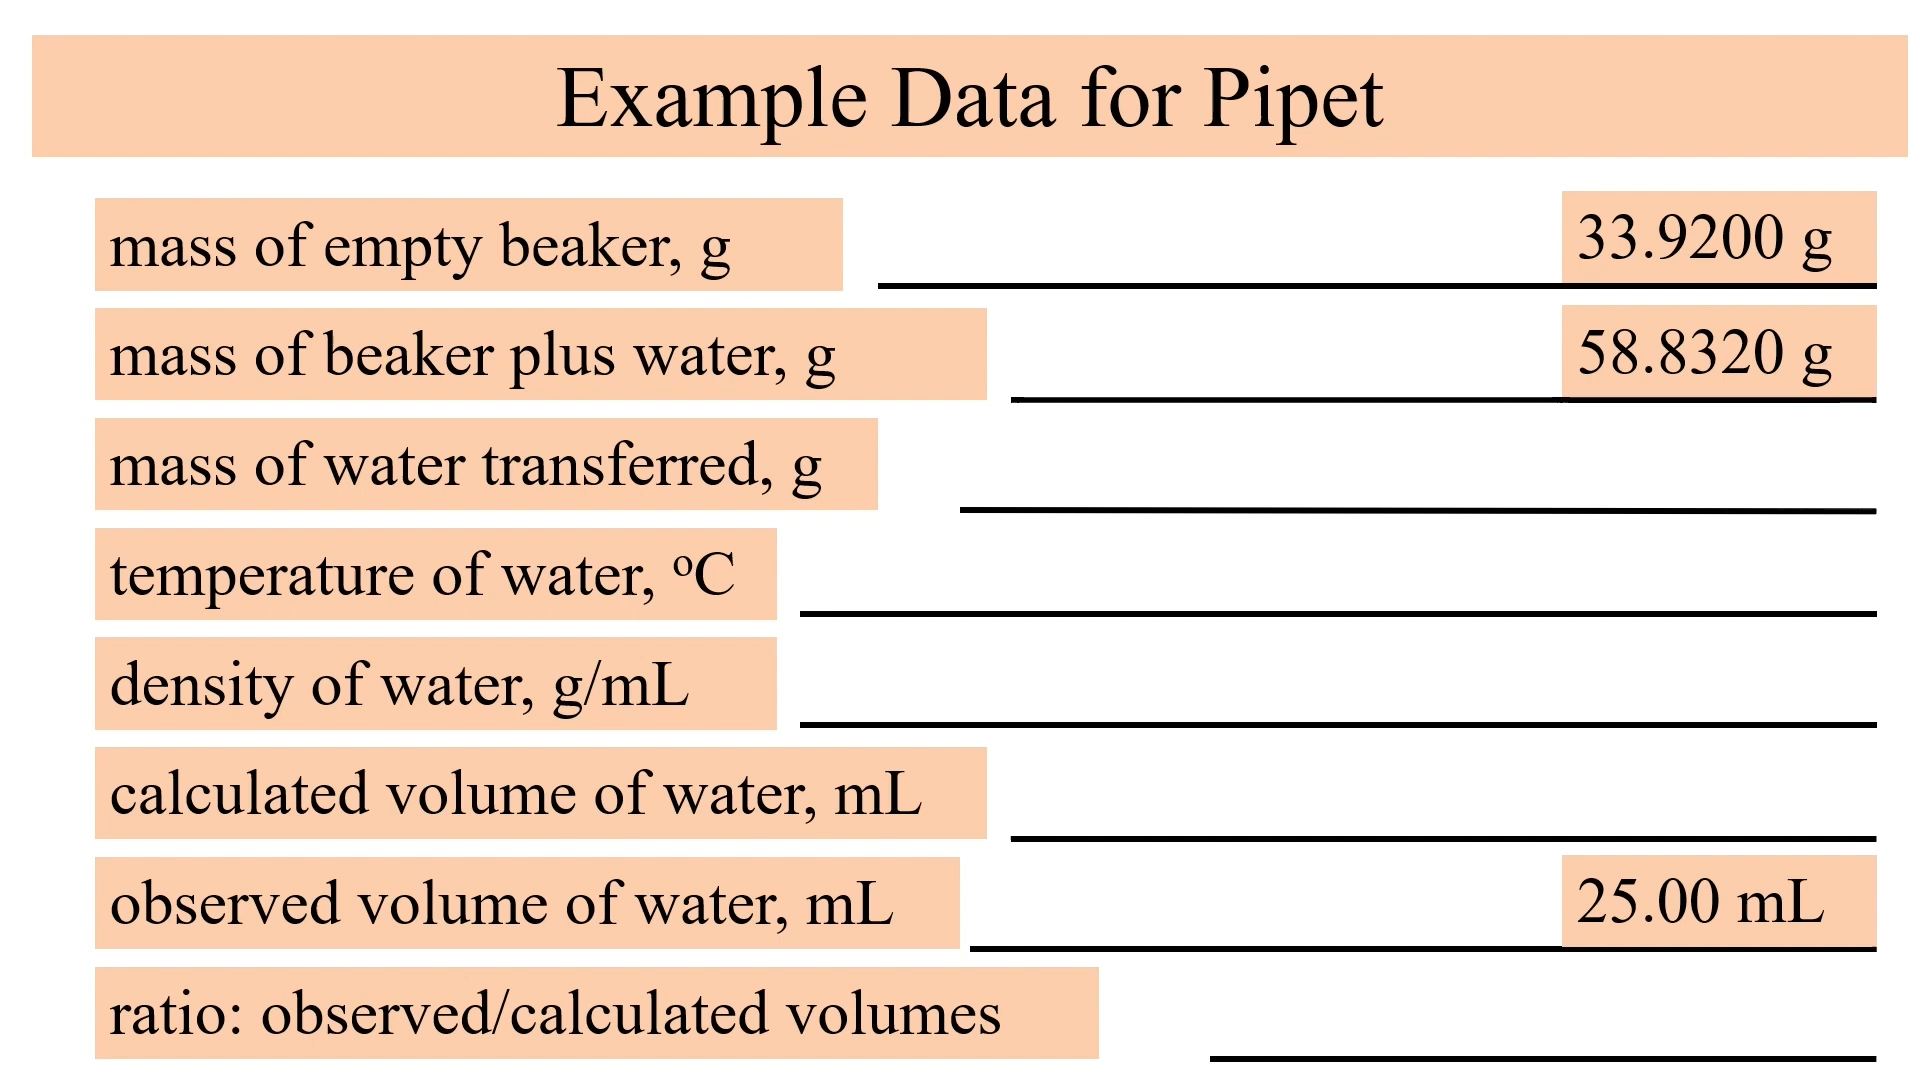 Example Data for Pipet
mass of empty beaker, g 33.9200 g
mass of beaker plus water, g 58.8320 g
mass of water transferred, g
temperature of water, ºC
density of water, g/mL
calculated volume of water, mL
observed volume of water, mL 25.00 mL
ratio: observed/calculated volumes